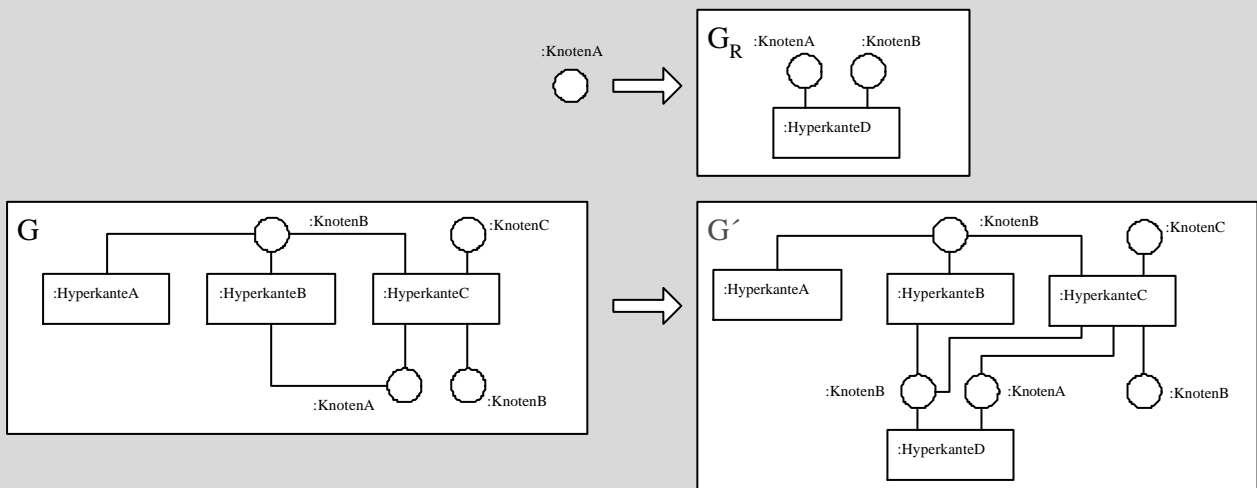 :KnotenA
G_R
:KnotenA
:KnotenB
:HyperkanteD
G
:KnotenB
:KnotenC
:HyperkanteA
:HyperkanteB
:HyperkanteC
:KnotenA
:KnotenB
G´
:KnotenB
:KnotenC
:HyperkanteA
:HyperkanteB
:HyperkanteC
:KnotenB
:KnotenA
:KnotenB
:HyperkanteD